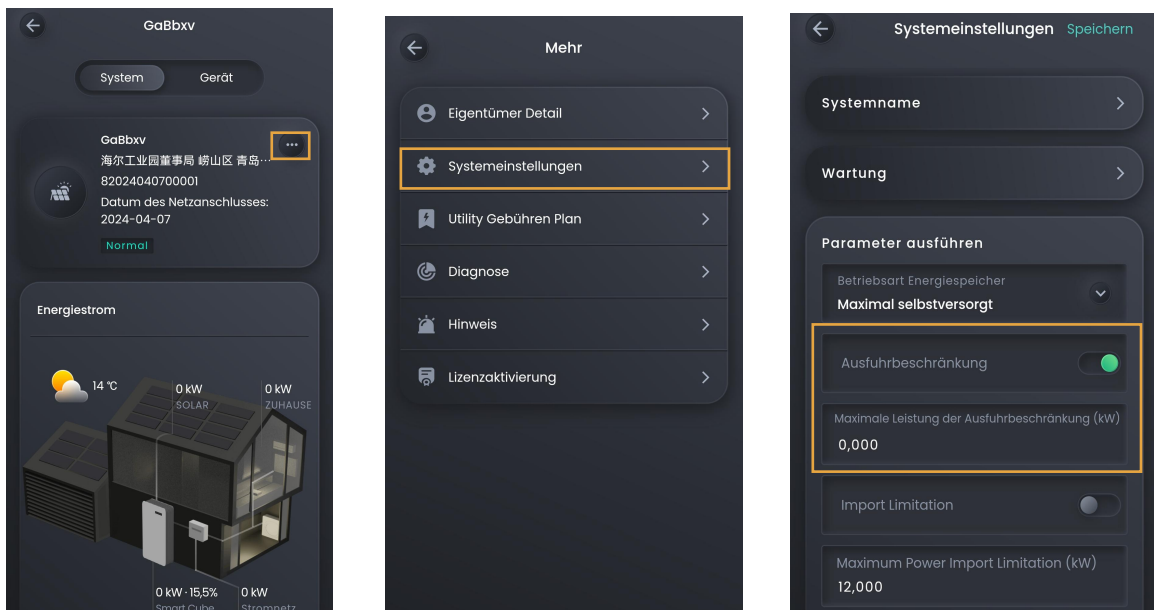 GaBbxv
System
Gerät
GaBbxv
海尔工业园董事局 崂山区 青岛…
82024040700001
Datum des Netzanschlusses:
2024-04-07
Normal
Energiestrom
14 °C
0 kW
SOLAR
0 kW
ZUHAUSE
0 kW · 15,5%
Smart Cube
0 kW
Stromnetz
Mehr
Eigentümer Detail
Systemeinstellungen
Utility Gebühren Plan
Diagnose
Hinweis
Lizenzaktivierung
Systemeinstellungen
Speichern
Systemname
Wartung
Parameter ausführen
Betriebsart Energiespeicher
Maximal selbstversorgt
Ausfuhrbeschränkung
Maximale Leistung der Ausfuhrbeschränkung (kW)
0,000
Import Limitation
Maximum Power Import Limitation (kW)
12,000